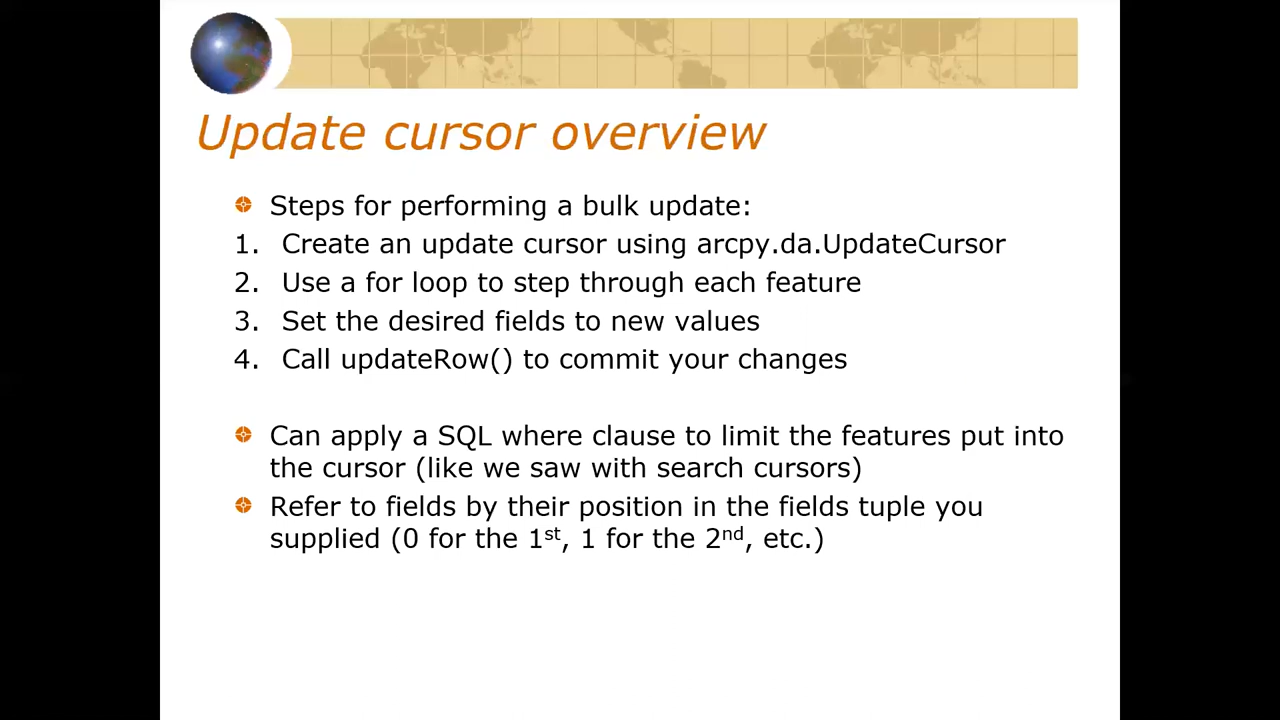 Update cursor overview
Steps for performing a bulk update:
1. Create an update cursor using arcpy.da.UpdateCursor
2. Use a for loop to step through each feature
3. Set the desired fields to new values
4. Call updateRow() to commit your changes
Can apply a SQL where clause to limit the features put into
the cursor (like we saw with search cursors)
Refer to fields by their position in the fields tuple you
supplied (0 for the 1st, 1 for the 2nd, etc.)